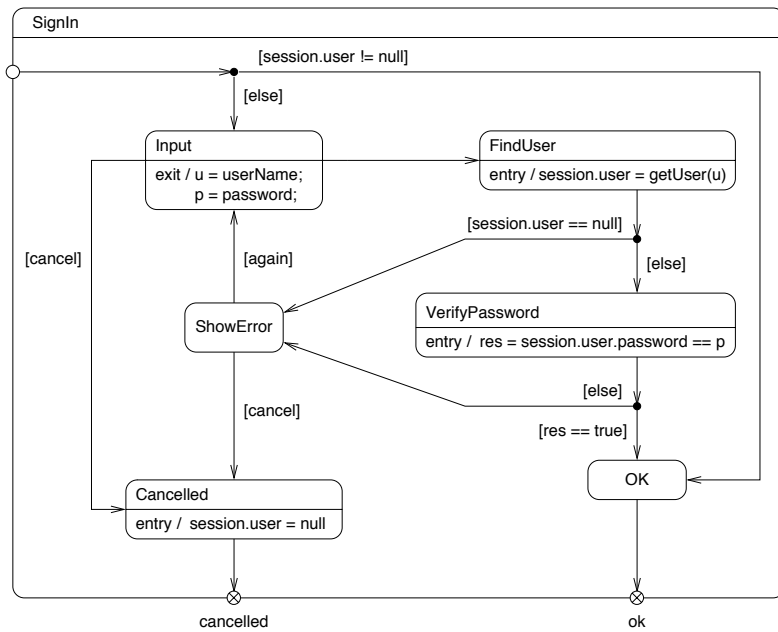 SignIn
[session.user != null]
[else]
Input
exit / u = userName;
p = password;
FindUser
entry / session.user = getUser(u)
[session.user == null]
[cancel]
[again]
[else]
ShowError
VerifyPassword
entry / res = session.user.password == p
[else]
[cancel]
[res == true]
OK
Cancelled
entry / session.user = null
cancelled
ok